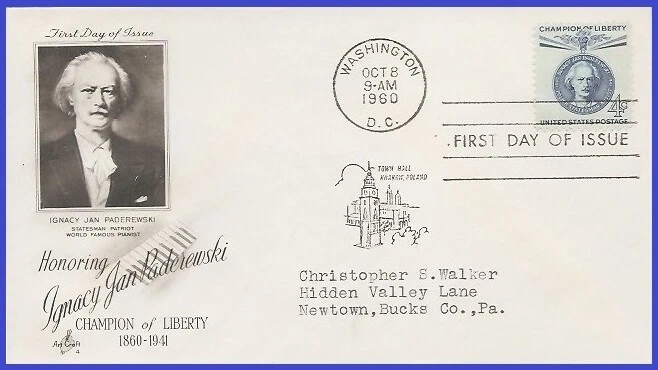 First Day of Issue
IGNACY JAN PADEREWSKI
STATESMAN PATRIOT
WORLD FAMOUS PIANIST
Honoring
Ignacy Jan Paderewski
CHAMPION of LIBERTY
1860-1941
Art Craft
WASHINGTON
OCT 8
9-AM
1960
D.C.
CHAMPION OF LIBERTY
4¢
UNITED STATES POSTAGE
FIRST DAY OF ISSUE
TOWN HALL
KRAKOW, POLAND
Christopher S.Walker
Hidden Valley Lane
Newtown,Bucks Co.,Pa.